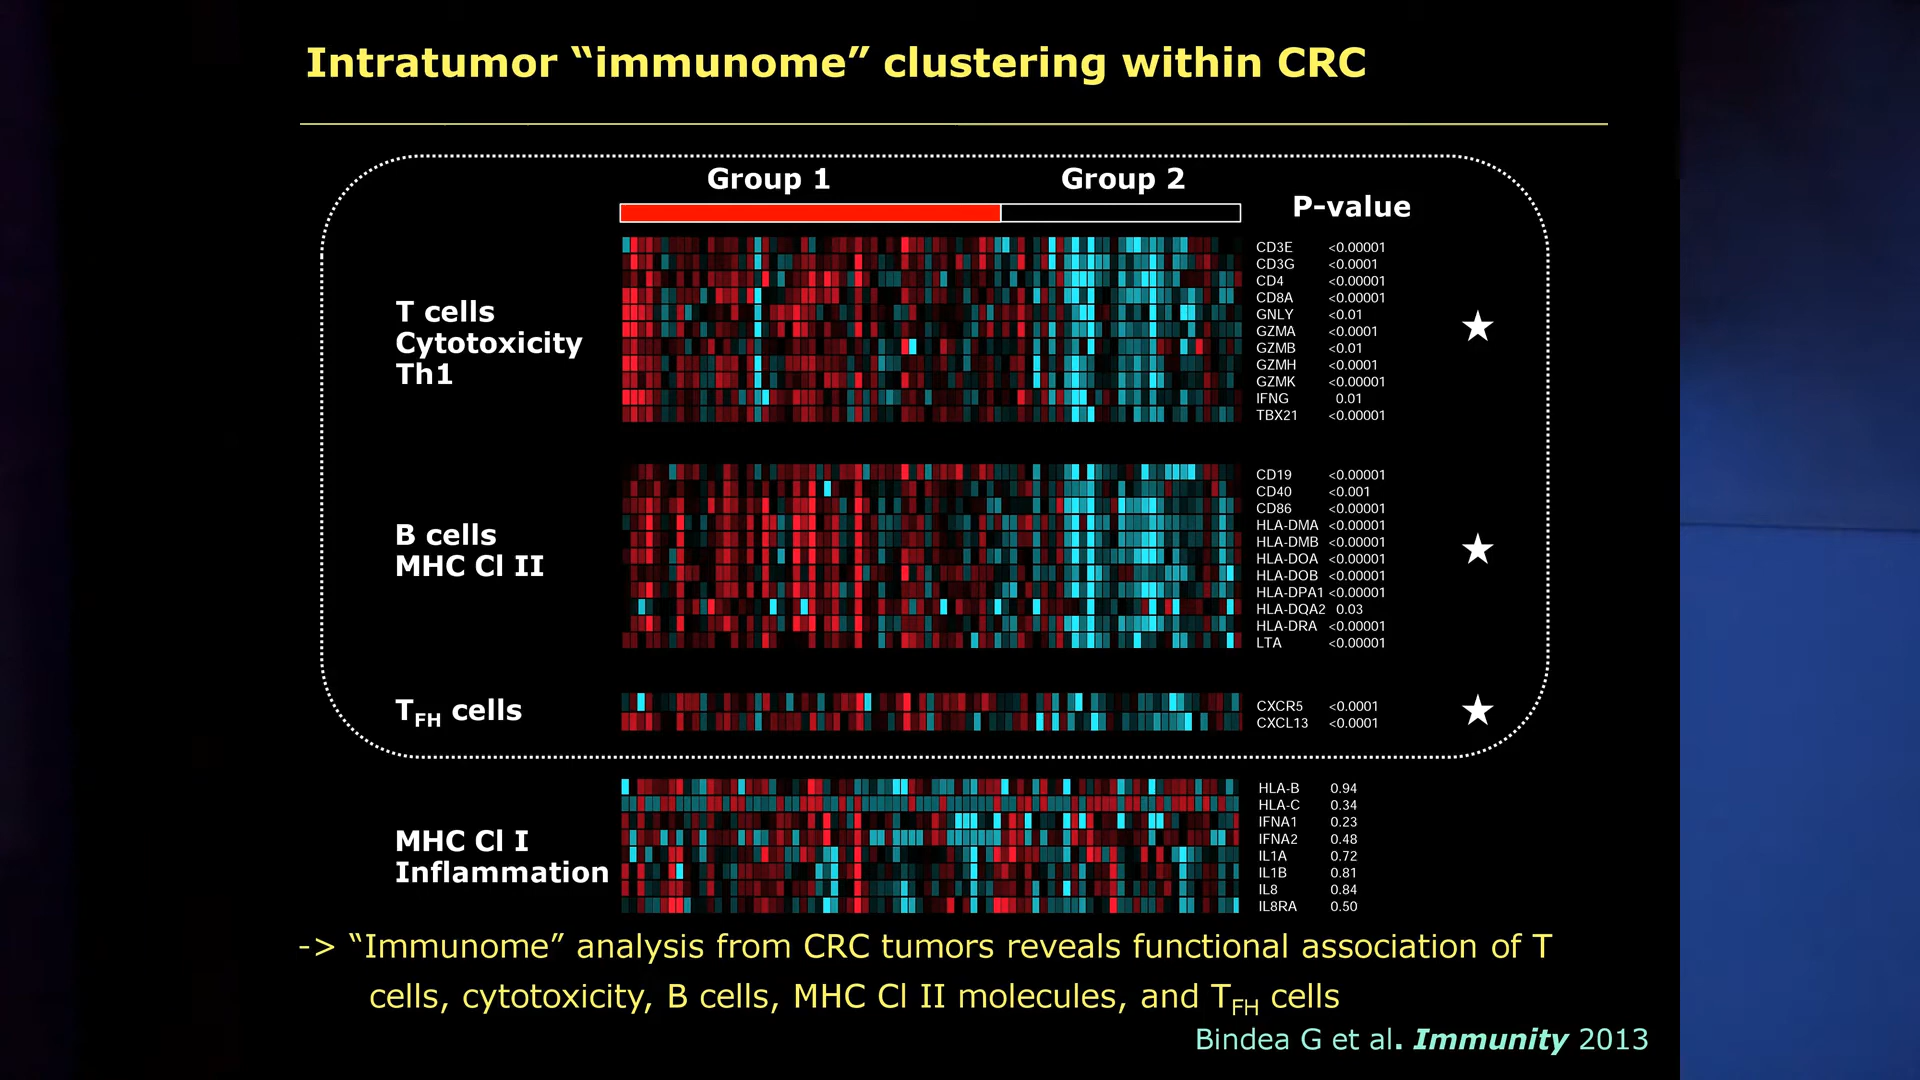 Intratumor “immunome” clustering within CRC
Group 1 Group 2
P-value
T cells
Cytotoxicity
Th1
CD3E <0.00001
CD3G <0.0001
CD4 <0.00001
CD8A <0.00001
GNLY <0.01
GZMA <0.0001
GZMB <0.01
GZMH <0.0001
GZMK <0.00001
IFNG 0.01
TBX21 <0.00001
B cells
MHC Cl II
CD19 <0.00001
CD40 <0.001
CD86 <0.00001
HLA-DMA <0.00001
HLA-DMB <0.00001
HLA-DOA <0.00001
HLA-DOB <0.00001
HLA-DPA1 <0.00001
HLA-DQA2 0.03
HLA-DRA <0.00001
LTA <0.00001
TFH cells
CXCR5 <0.0001
CXCL13 <0.0001
MHC Cl I
Inflammation
HLA-B 0.94
HLA-C 0.34
IFNA1 0.23
IFNA2 0.48
IL1A 0.72
IL1B 0.81
IL8 0.84
IL8RA 0.50
-> “Immunome” analysis from CRC tumors reveals functional association of T
cells, cytotoxicity, B cells, MHC Cl II molecules, and TFH cells
Bindea G et al. Immunity 2013